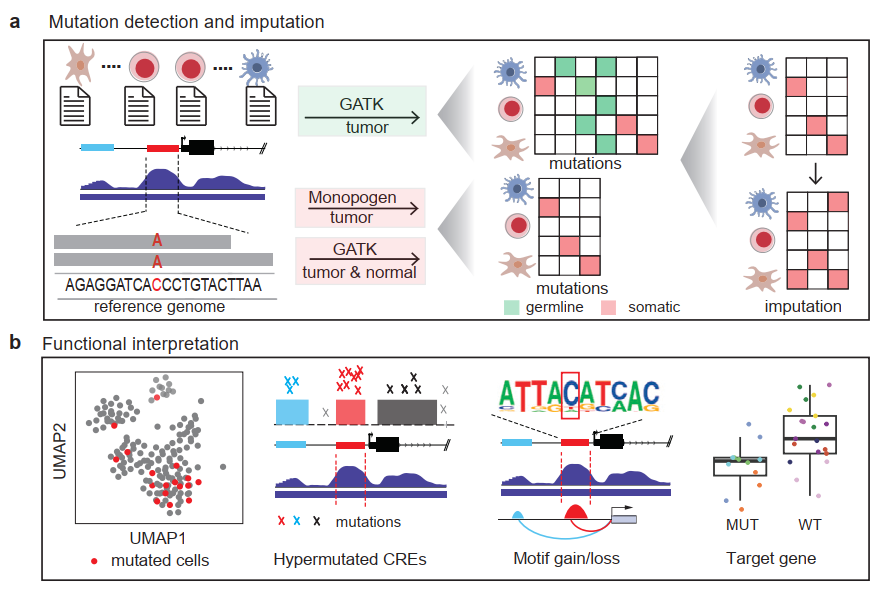 a Mutation detection and imputation
GATK
tumor
Monopogen
tumor
GATK
tumor & normal
A
A
AGAGGATCACCCTGTACTTAA
reference genome
mutations
mutations
germline somatic
imputation
b Functional interpretation
UMAP2
UMAP1
mutated cells
x x x mutations
Hypermutated CREs
ATTACATCAC
Motif gain/loss
MUT WT
Target gene